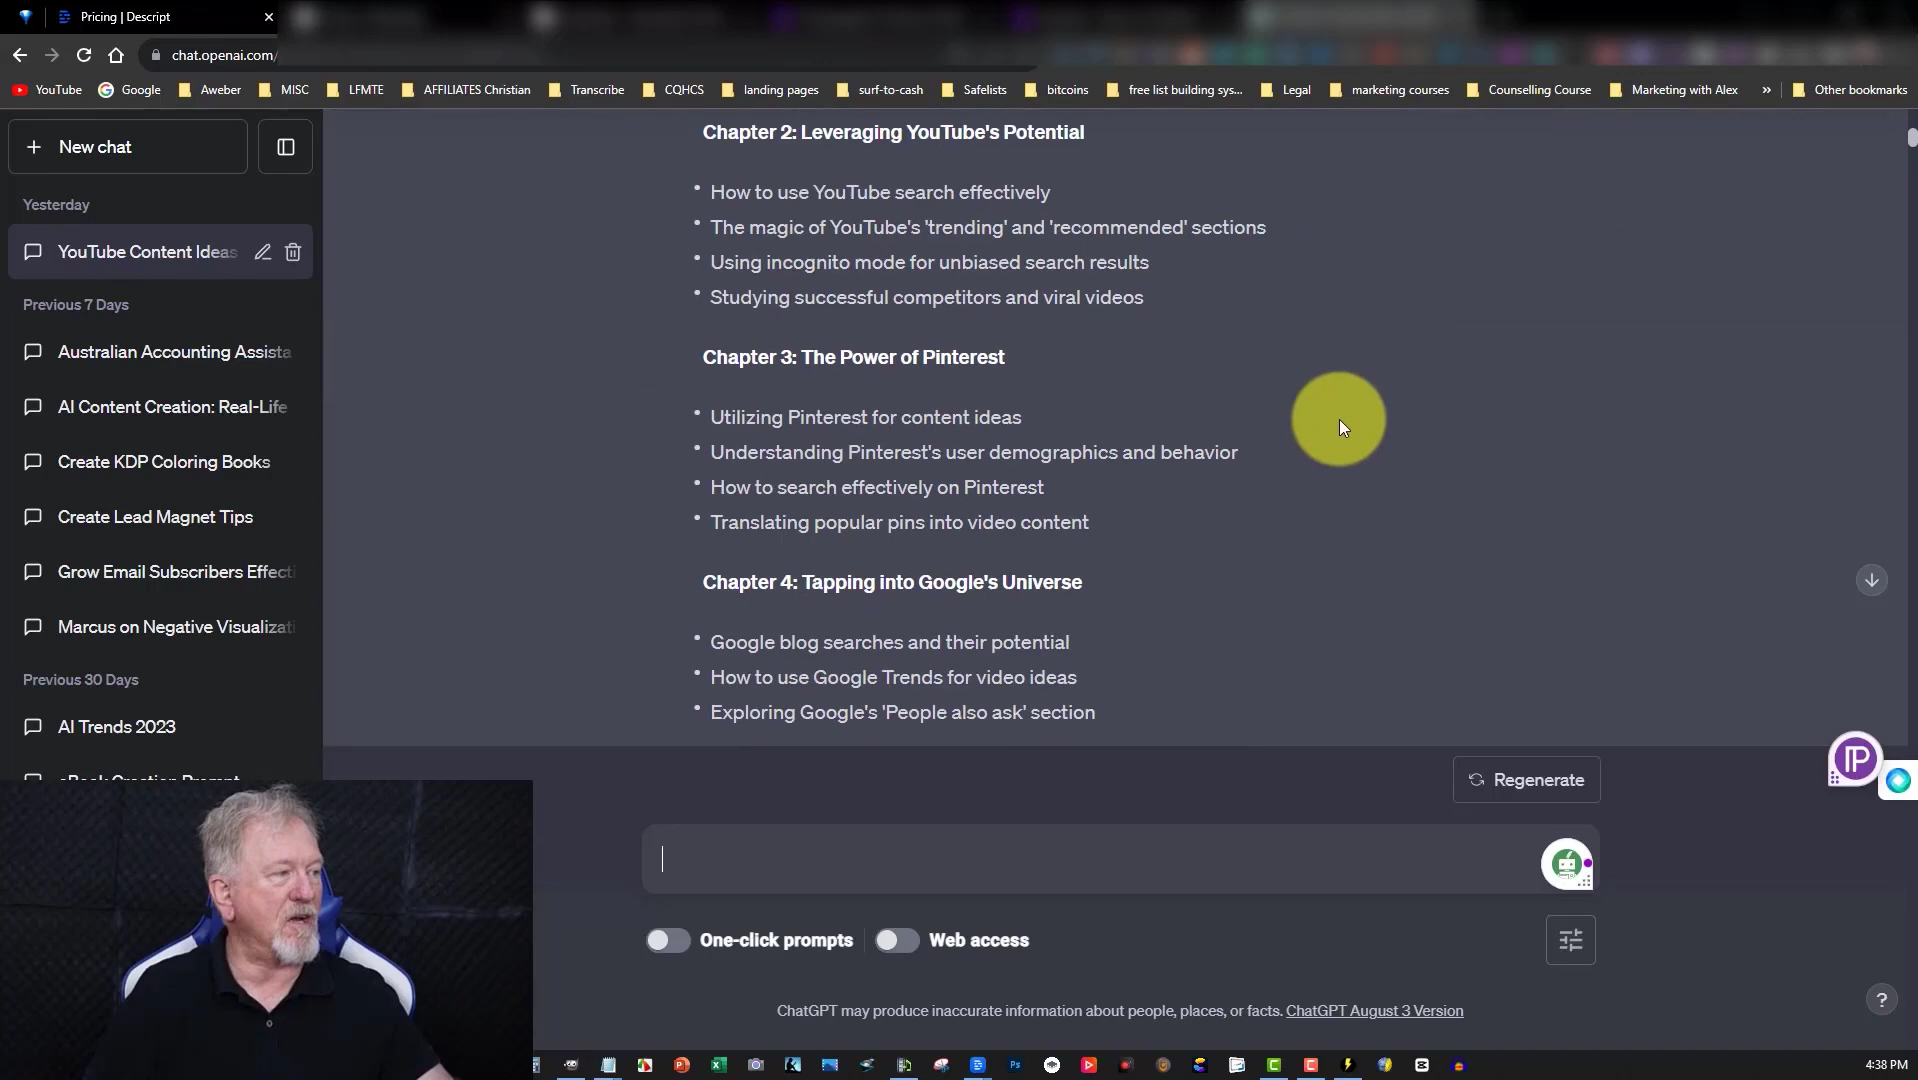 Pricing | Descript
chat.openai.com/
YouTube
Google
Aweber
MISC
LFMTE
AFFILIATES Christian
Transcribe
CQHCS
landing pages
surf-to-cash
Safelists
bitcoins
free list building sys...
Legal
marketing courses
Counselling Course
Marketing with Alex
»
Other bookmarks
New chat
Yesterday
YouTube Content Ideas
Previous 7 Days
Australian Accounting Assista
AI Content Creation: Real-Life
Create KDP Coloring Books
Create Lead Magnet Tips
Grow Email Subscribers Effecti
Marcus on Negative Visualizati
Previous 30 Days
AI Trends 2023
eBook Creation Prompt
Chapter 2: Leveraging YouTube's Potential
• How to use YouTube search effectively
• The magic of YouTube's 'trending' and 'recommended' sections
• Using incognito mode for unbiased search results
• Studying successful competitors and viral videos
Chapter 3: The Power of Pinterest
• Utilizing Pinterest for content ideas
• Understanding Pinterest's user demographics and behavior
• How to search effectively on Pinterest
• Translating popular pins into video content
Chapter 4: Tapping into Google's Universe
• Google blog searches and their potential
• How to use Google Trends for video ideas
• Exploring Google's 'People also ask' section
IP
Regenerate
One-click prompts
Web access
ChatGPT may produce inaccurate information about people, places, or facts. ChatGPT August 3 Version
?
4:38 PM